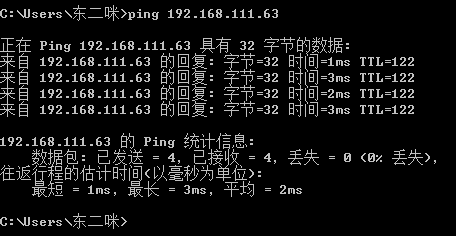 C:\Users\东二咪>ping 192.168.111.63
正在 Ping 192.168.111.63 具有 32 字节的数据:
来自 192.168.111.63 的回复: 字节=32 时间=1ms TTL=122
来自 192.168.111.63 的回复: 字节=32 时间=3ms TTL=122
来自 192.168.111.63 的回复: 字节=32 时间=2ms TTL=122
来自 192.168.111.63 的回复: 字节=32 时间=3ms TTL=122
192.168.111.63 的 Ping 统计信息:
数据包: 已发送 = 4, 已接收 = 4, 丢失 = 0 (0% 丢失),
往返行程的估计时间(以毫秒为单位):
最短 = 1ms, 最长 = 3ms, 平均 = 2ms
C:\Users\东二咪>